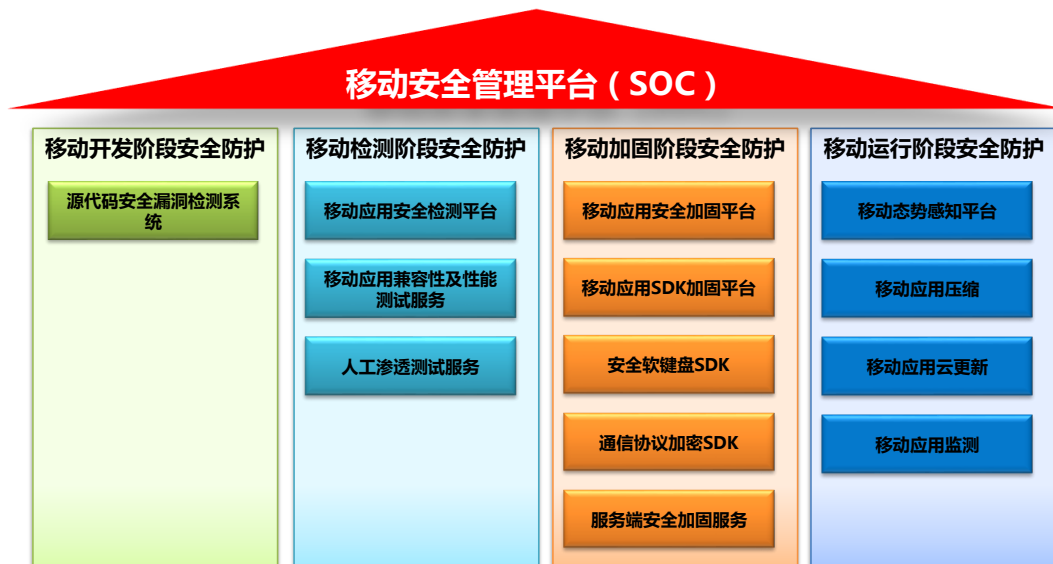 移动安全管理平台（SOC）
移动开发阶段安全防护
源代码安全漏洞检测系
统
移动检测阶段安全防护
移动应用安全检测平台
移动应用兼容性及性能
测试服务
人工渗透测试服务
移动加固阶段安全防护
移动应用安全加固平台
移动应用SDK加固平台
安全软键盘SDK
通信协议加密SDK
服务端安全加固服务
移动运行阶段安全防护
移动态势感知平台
移动应用压缩
移动应用云更新
移动应用监测